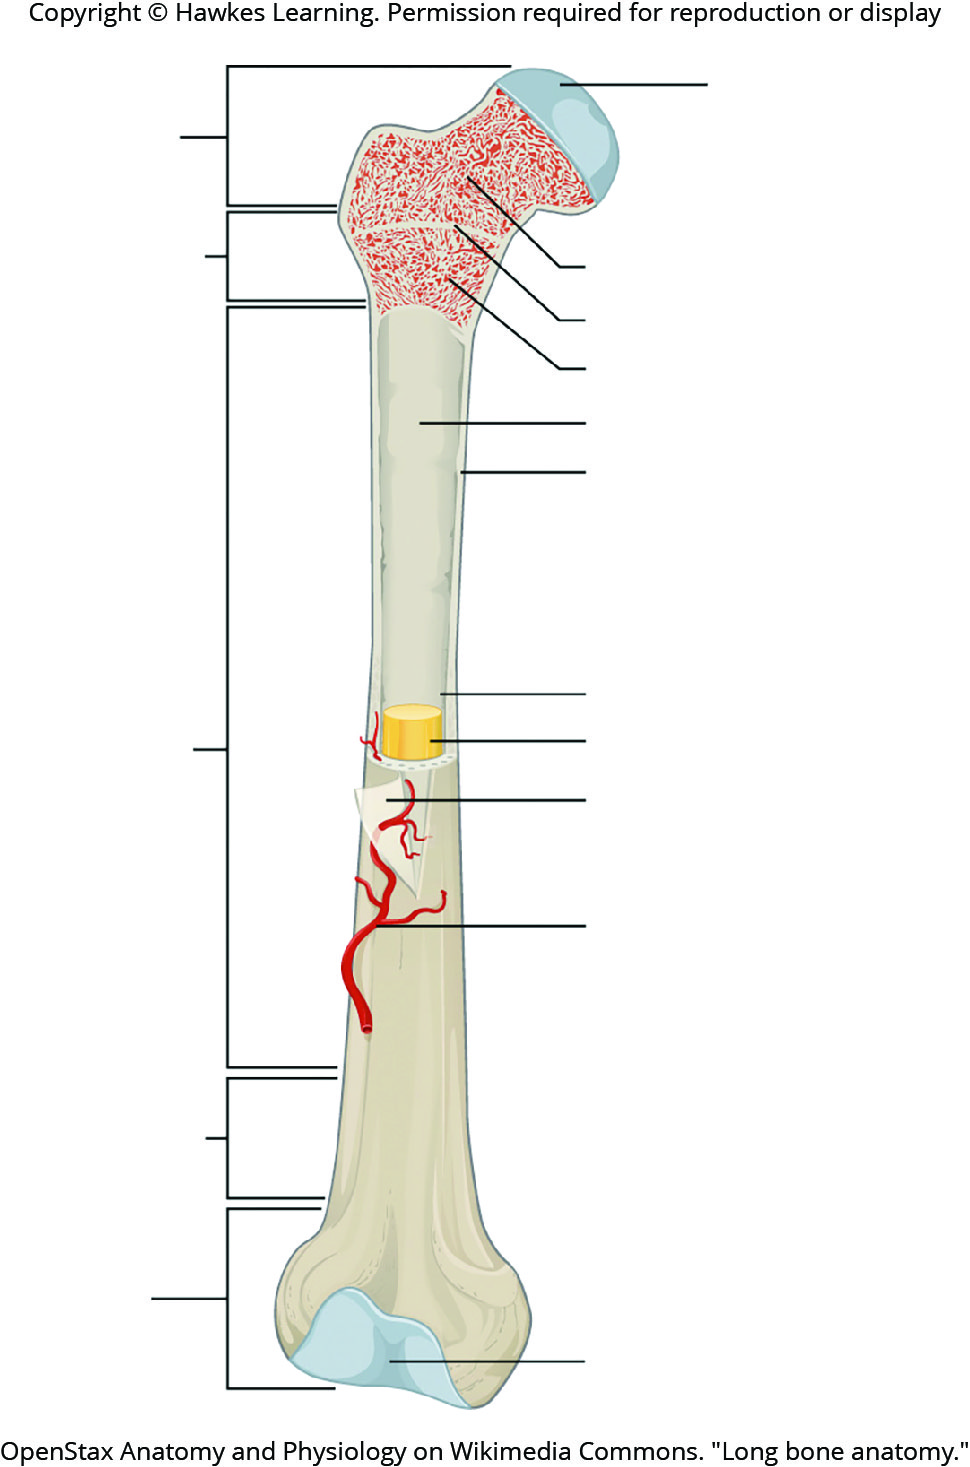 Copyright © Hawkes Learning. Permission required for reproduction or display
OpenStax Anatomy and Physiology on Wikimedia Commons. "Long bone anatomy."